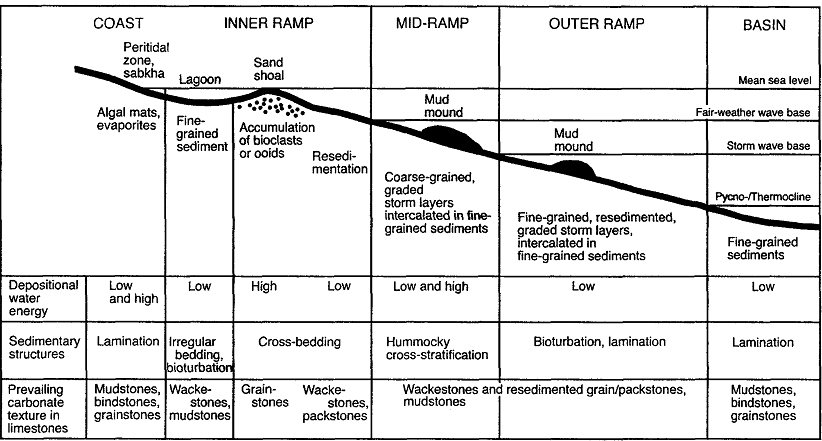 COAST
INNER RAMP
MID-RAMP
OUTER RAMP
BASIN
Peritidal
zone,
sabkha
Lagoon
Sand
shoal
Mean sea level
Algal mats,
evaporites
Fine-
grained
sediment
Accumulation
of bioclasts
or ooids
Resedi-
mentation
Mud
mound
Fair-weather wave base
Mud
mound
Storm wave base
Coarse-grained,
graded
storm layers
intercalated in fine-
grained sediments
Fine-grained, resedimented,
graded storm layers,
intercalated in
fine-grained sediments
Pycno-/Thermocline
Fine-grained
sediments
Depositional
water
energy
Low
and high
Low
High
Low
Low and high
Low
Low
Sedimentary
structures
Lamination
Irregular
bedding,
bioturbation
Cross-bedding
Hummocky
cross-stratification
Bioturbation, lamination
Lamination
Prevailing
carbonate
texture in
limestones
Mudstones,
bindstones,
grainstones
Wacke-
stones,
mudstones
Grain-
stones
Wacke-
stones,
packstones
Wackestones and resedimented grain/packstones,
mudstones
Mudstones,
bindstones,
grainstones